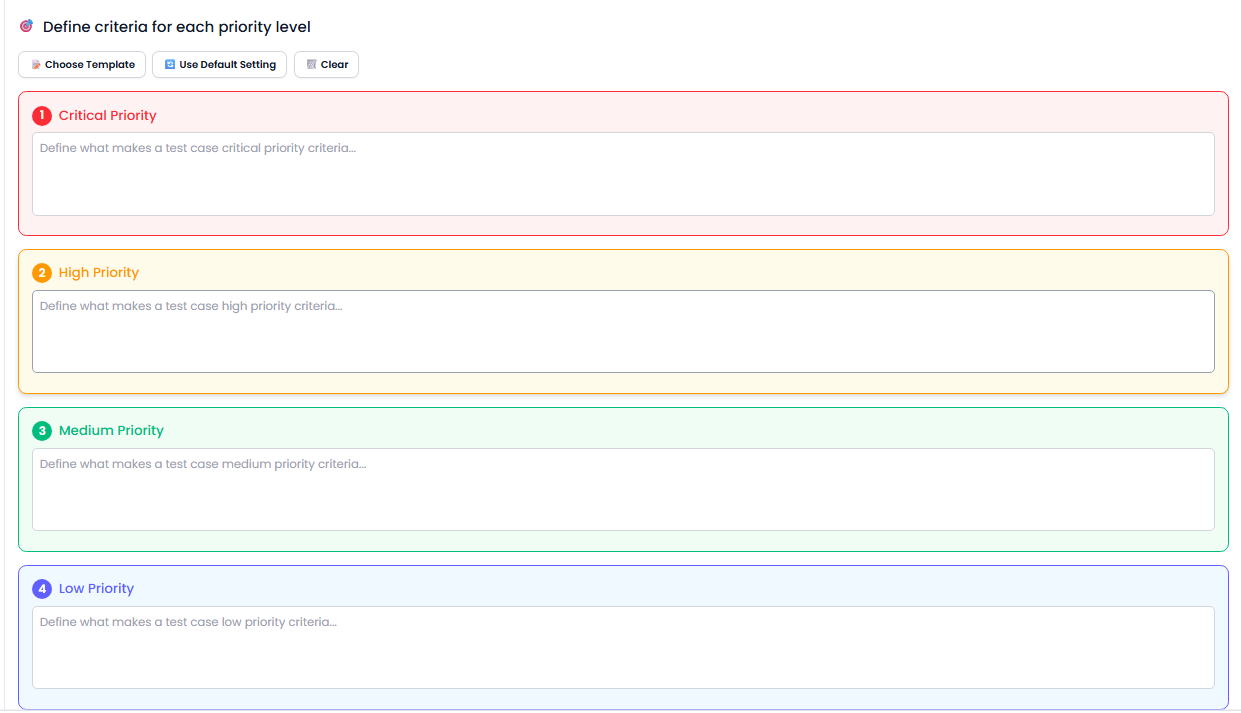 Define criteria for each priority level
Choose Template Use Default Setting Clear
1 Critical Priority
Define what makes a test case critical priority criteria...
2 High Priority
Define what makes a test case high priority criteria...
3 Medium Priority
Define what makes a test case medium priority criteria...
4 Low Priority
Define what makes a test case low priority criteria...